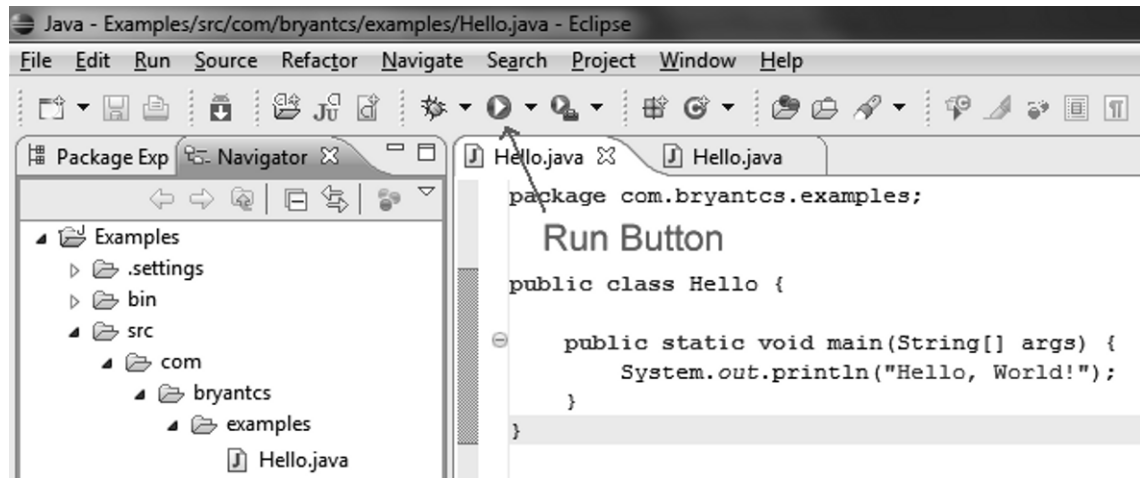 Java - Examples/src/com/bryantcs/examples/Hello.java - Eclipse
File Edit Run Source Refactor Navigate Search Project Window Help
Package Exp Navigator
Hello.java Hello.java
package com.bryantcs.examples;
Run Button
Examples
.settings
public class Hello {
bin
src
public static void main(String[] args) {
com
System.out.println("Hello, World!");
bryantcs
}
examples
}
Hello.java